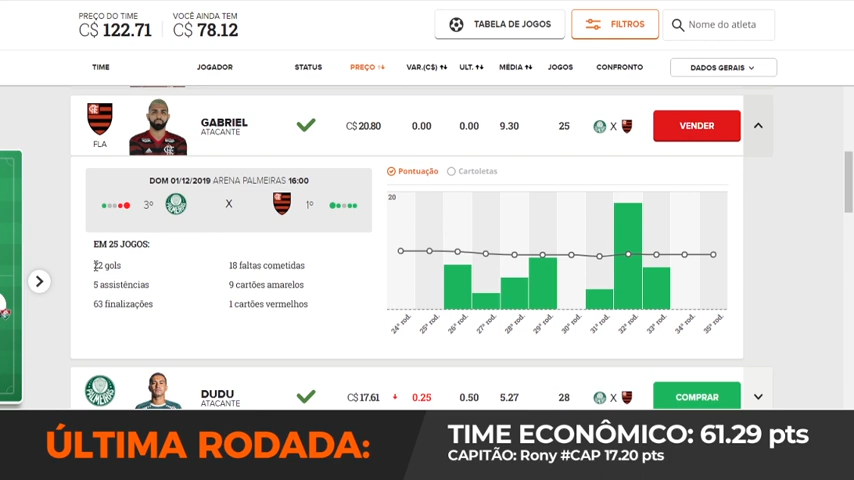 PREÇO DO TIME
C$ 122.71
VOCÊ AINDA TEM
C$ 78.12
TABELA DE JOGOS
FILTROS
Nome do atleta
TIME JOGADOR STATUS PREÇO VAR.(C$) ULT. MÉDIA JOGOS CONFRONTO DADOS GERAIS
FLA
GABRIEL
ATACANTE
C$ 20.80 0.00 0.00 9.30 25 X VENDER
DOM 01/12/2019 ARENA PALMEIRAS 16:00
3º X 1º
EM 25 JOGOS:
22 gols 18 faltas cometidas
5 assistências 9 cartões amarelos
63 finalizações 1 cartões vermelhos
Pontuação Cartoletas
20
24ª rod. 25ª rod. 26ª rod. 27ª rod. 28ª rod. 29ª rod. 30ª rod. 31ª rod. 32ª rod. 33ª rod. 34ª rod. 35ª rod.
PALMEIRAS
DUDU
ATACANTE
C$ 17.61 0.25 0.50 5.27 28 X COMPRAR
ÚLTIMA RODADA:
TIME ECONÔMICO: 61.29 pts
CAPITÃO: Rony #CAP 17.20 pts